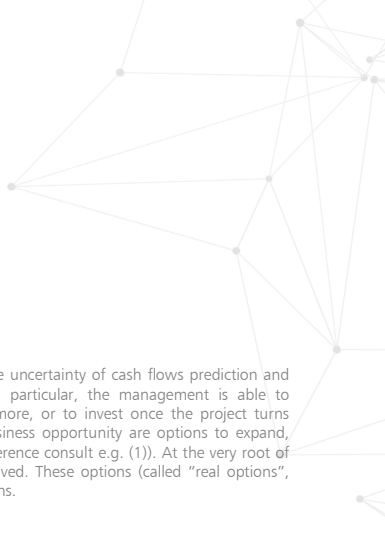 e uncertainty of cash flows prediction and
particular, the management is able to
more, or to invest once the project turns
siness opportunity are options to expand,
erence consult e.g. (1)). At the very root of
ved. These options (called "real options",
ns.